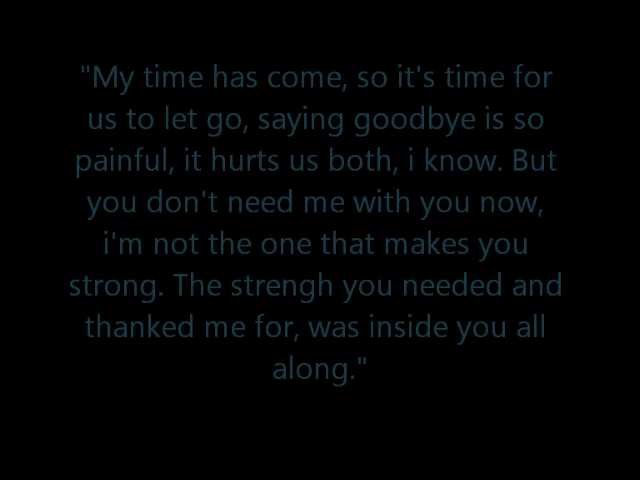 "My time has come, so it's time for
us to let go, saying goodbye is so
painful, it hurts us both, i know. But
you don't need me with you now,
i'm not the one that makes you
strong. The strengh you needed and
thanked me for, was inside you all
along."